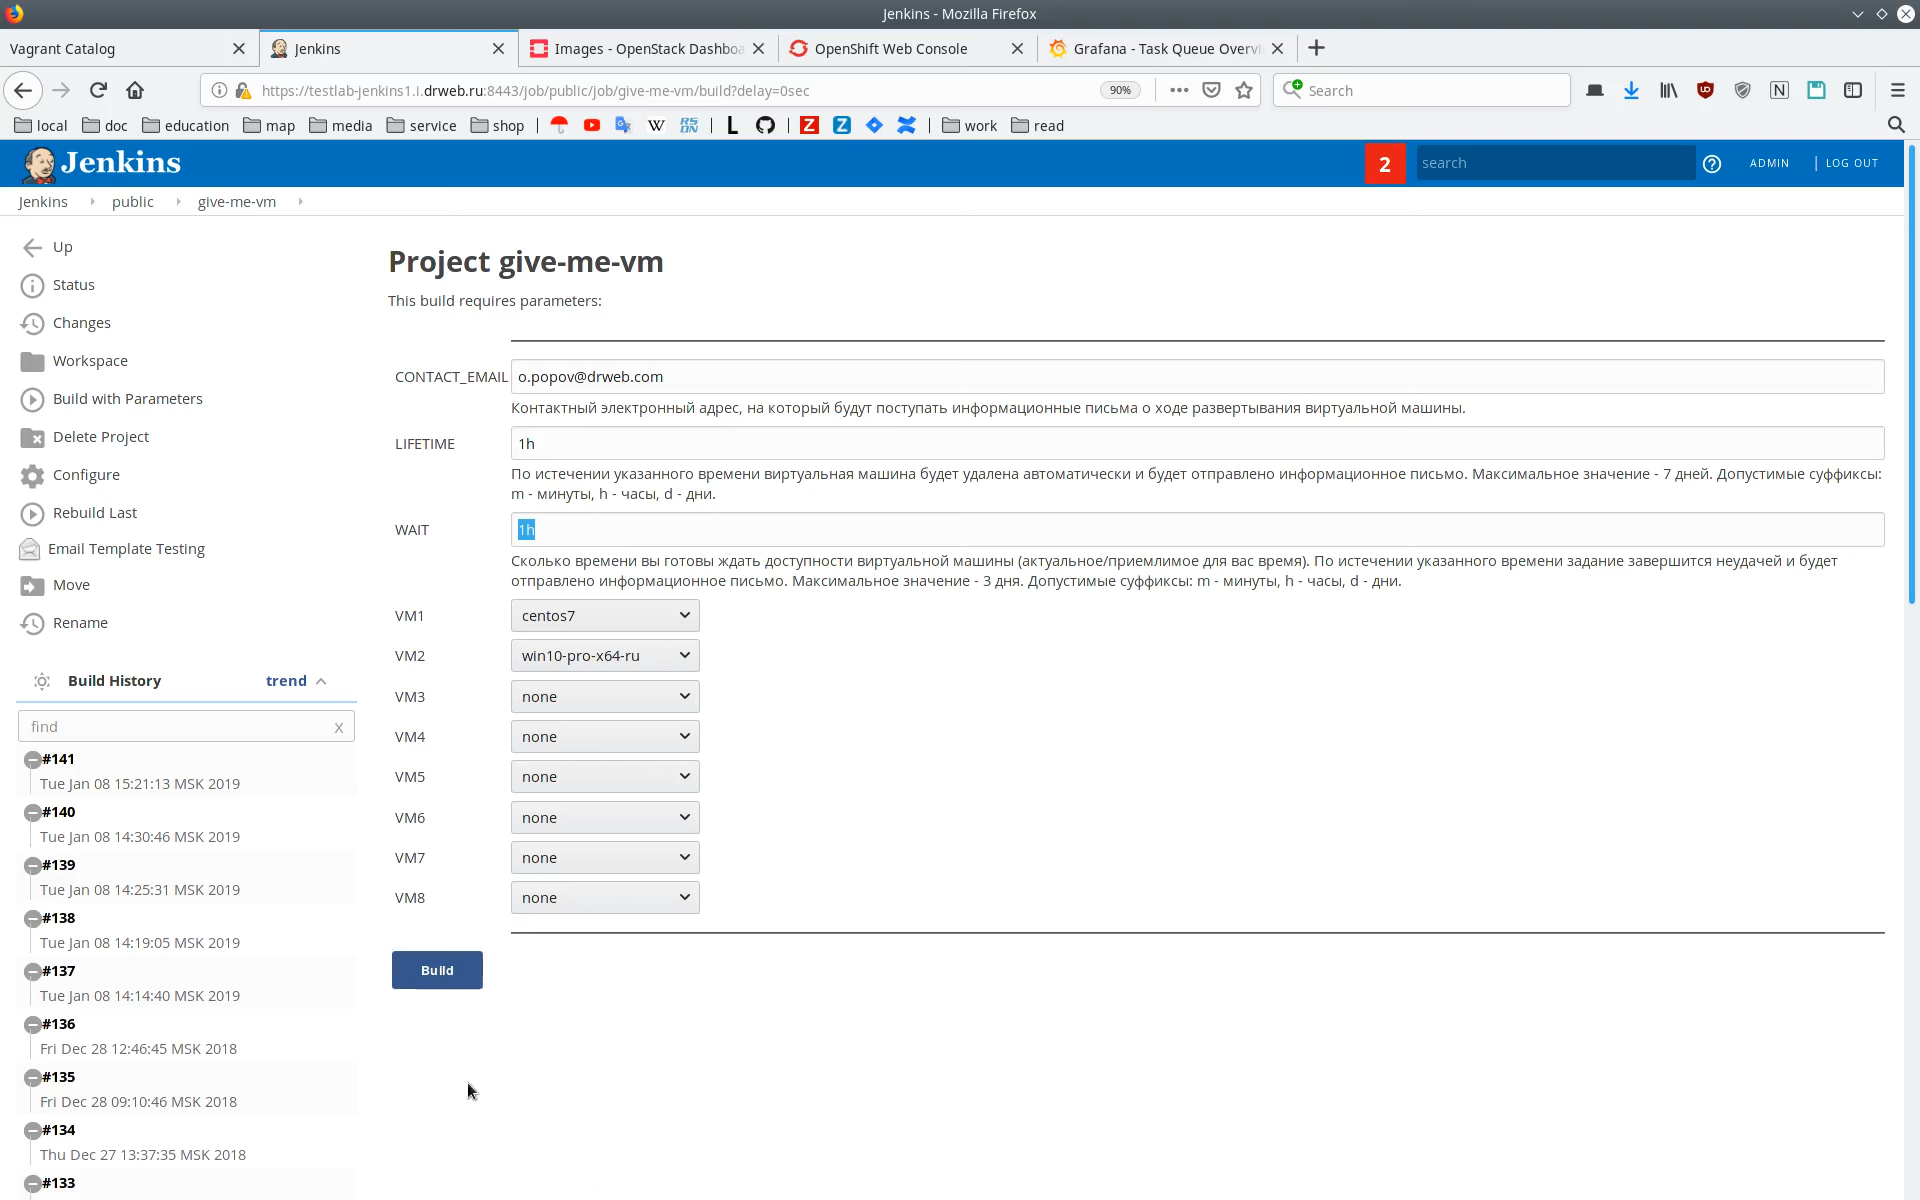 Jenkins - Mozilla Firefox
Vagrant Catalog
Jenkins
Images - OpenStack Dashboa
OpenShift Web Console
Grafana - Task Queue Overvi
https://testlab-jenkins1.i.drweb.ru:8443/job/public/job/give-me-vm/build?delay=0sec
90%
Search
local
doc
education
map
media
service
shop
work
read
Jenkins
2
search
ADMIN
LOG OUT
Jenkins
public
give-me-vm
Up
Status
Changes
Workspace
Build with Parameters
Delete Project
Configure
Rebuild Last
Email Template Testing
Move
Rename
Build History
trend
find
X
#141
Tue Jan 08 15:21:13 MSK 2019
#140
Tue Jan 08 14:30:46 MSK 2019
#139
Tue Jan 08 14:25:31 MSK 2019
#138
Tue Jan 08 14:19:05 MSK 2019
#137
Tue Jan 08 14:14:40 MSK 2019
#136
Fri Dec 28 12:46:45 MSK 2018
#135
Fri Dec 28 09:10:46 MSK 2018
#134
Thu Dec 27 13:37:35 MSK 2018
#133
Project give-me-vm
This build requires parameters:
CONTACT_EMAIL
o.popov@drweb.com
Контактный электронный адрес, на который будут поступать информационные письма о ходе развертывания виртуальной машины.
LIFETIME
1h
По истечении указанного времени виртуальная машина будет удалена автоматически и будет отправлено информационное письмо. Максимальное значение - 7 дней. Допустимые суффиксы:
m - минуты, h - часы, d - дни.
WAIT
1h
Сколько времени вы готовы ждать доступности виртуальной машины (актуальное/приемлимое для вас время). По истечении указанного времени задание завершится неудачей и будет
отправлено информационное письмо. Максимальное значение - 3 дня. Допустимые суффиксы: m - минуты, h - часы, d - дни.
VM1
centos7
VM2
win10-pro-x64-ru
VM3
none
VM4
none
VM5
none
VM6
none
VM7
none
VM8
none
Build